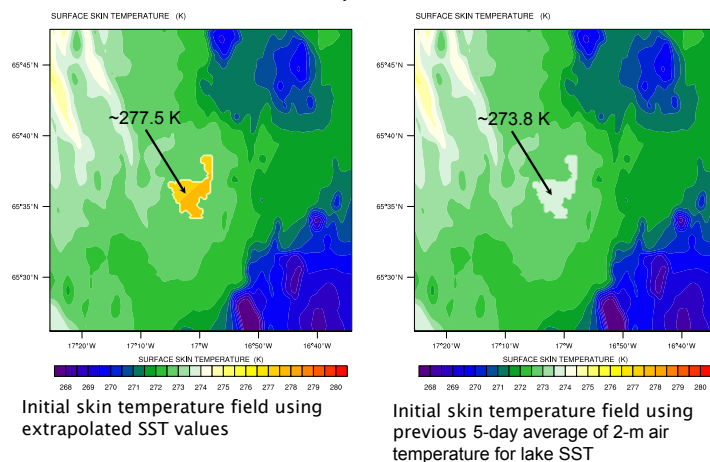 SURFACE SKIN TEMPERATURE (K)
~277.5 K
65°45'N
65°40'N
65°35'N
65°30'N
17°20'W
17°10'W
17°W
16°50'W
16°40'W
SURFACE SKIN TEMPERATURE (K)
268 269 270 271 272 273 274 275 276 277 278 279 280
Initial skin temperature field using
extrapolated SST values
SURFACE SKIN TEMPERATURE (K)
~273.8 K
65°45'N
65°40'N
65°35'N
65°30'N
17°20'W
17°10'W
17°W
16°50'W
16°40'W
SURFACE SKIN TEMPERATURE (K)
268 269 270 271 272 273 274 275 276 277 278 279 280
Initial skin temperature field using
previous 5-day average of 2-m air
temperature for lake SST